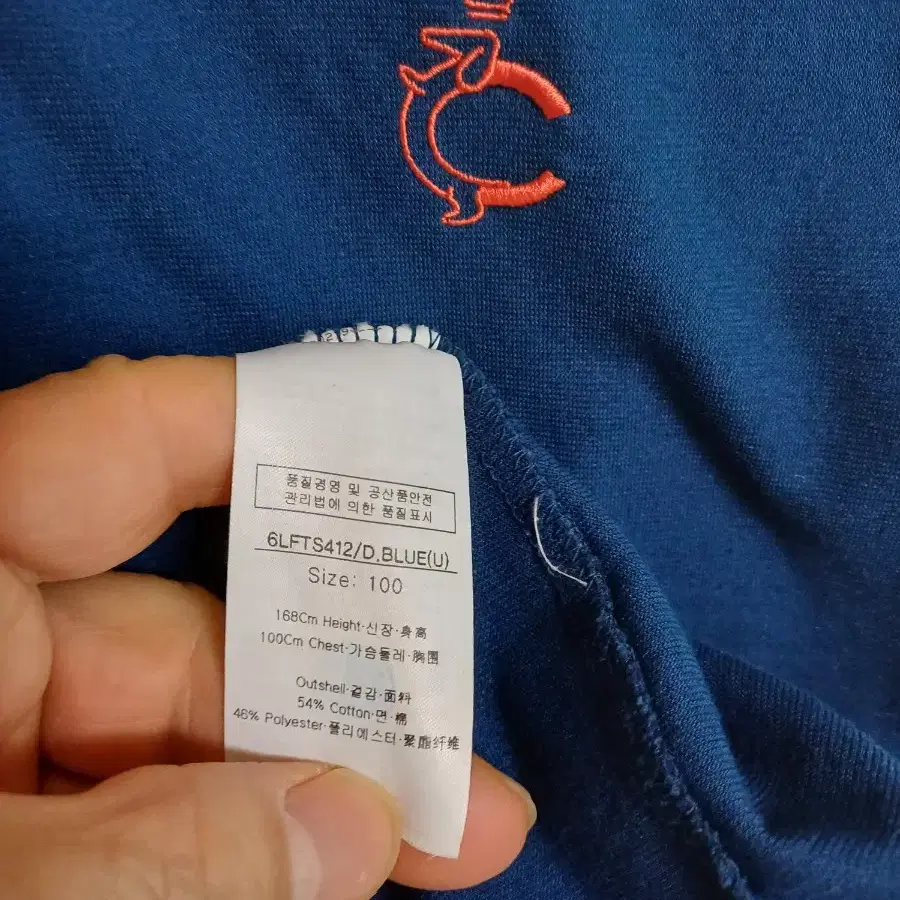 품질경영 및 공산품안전
관리법에 의한 품질표시
6LFTS412/D.BLUE(U)
Size: 100
168Cm Height·신장·身高
100Cm Chest·가슴둘레·胸围
Outshell·겉감·面料
54% Cotton·면·棉
46% Polyester·폴리에스터·聚酯纤维